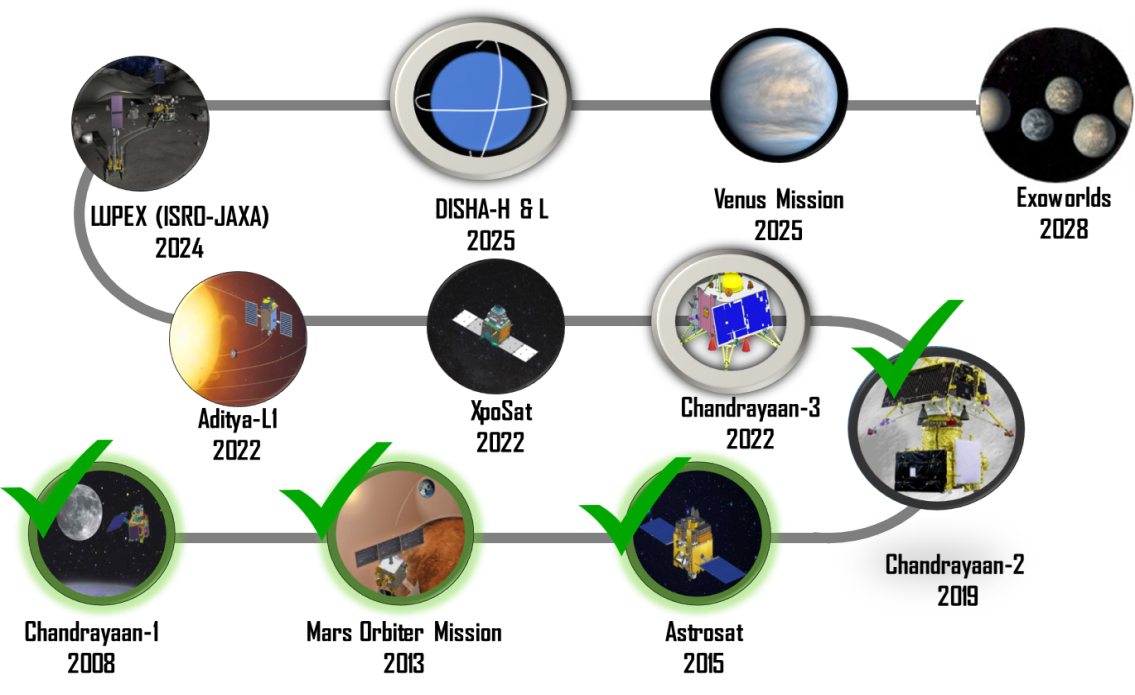 LUPEX (ISRO-JAXA)
2024
DISHA-H & L
2025
Venus Mission
2025
Exoworlds
2028
Aditya-L1
2022
XpoSat
2022
Chandrayaan-3
2022
Chandrayaan-2
2019
Chandrayaan-1
2008
Mars Orbiter Mission
2013
Astrosat
2015